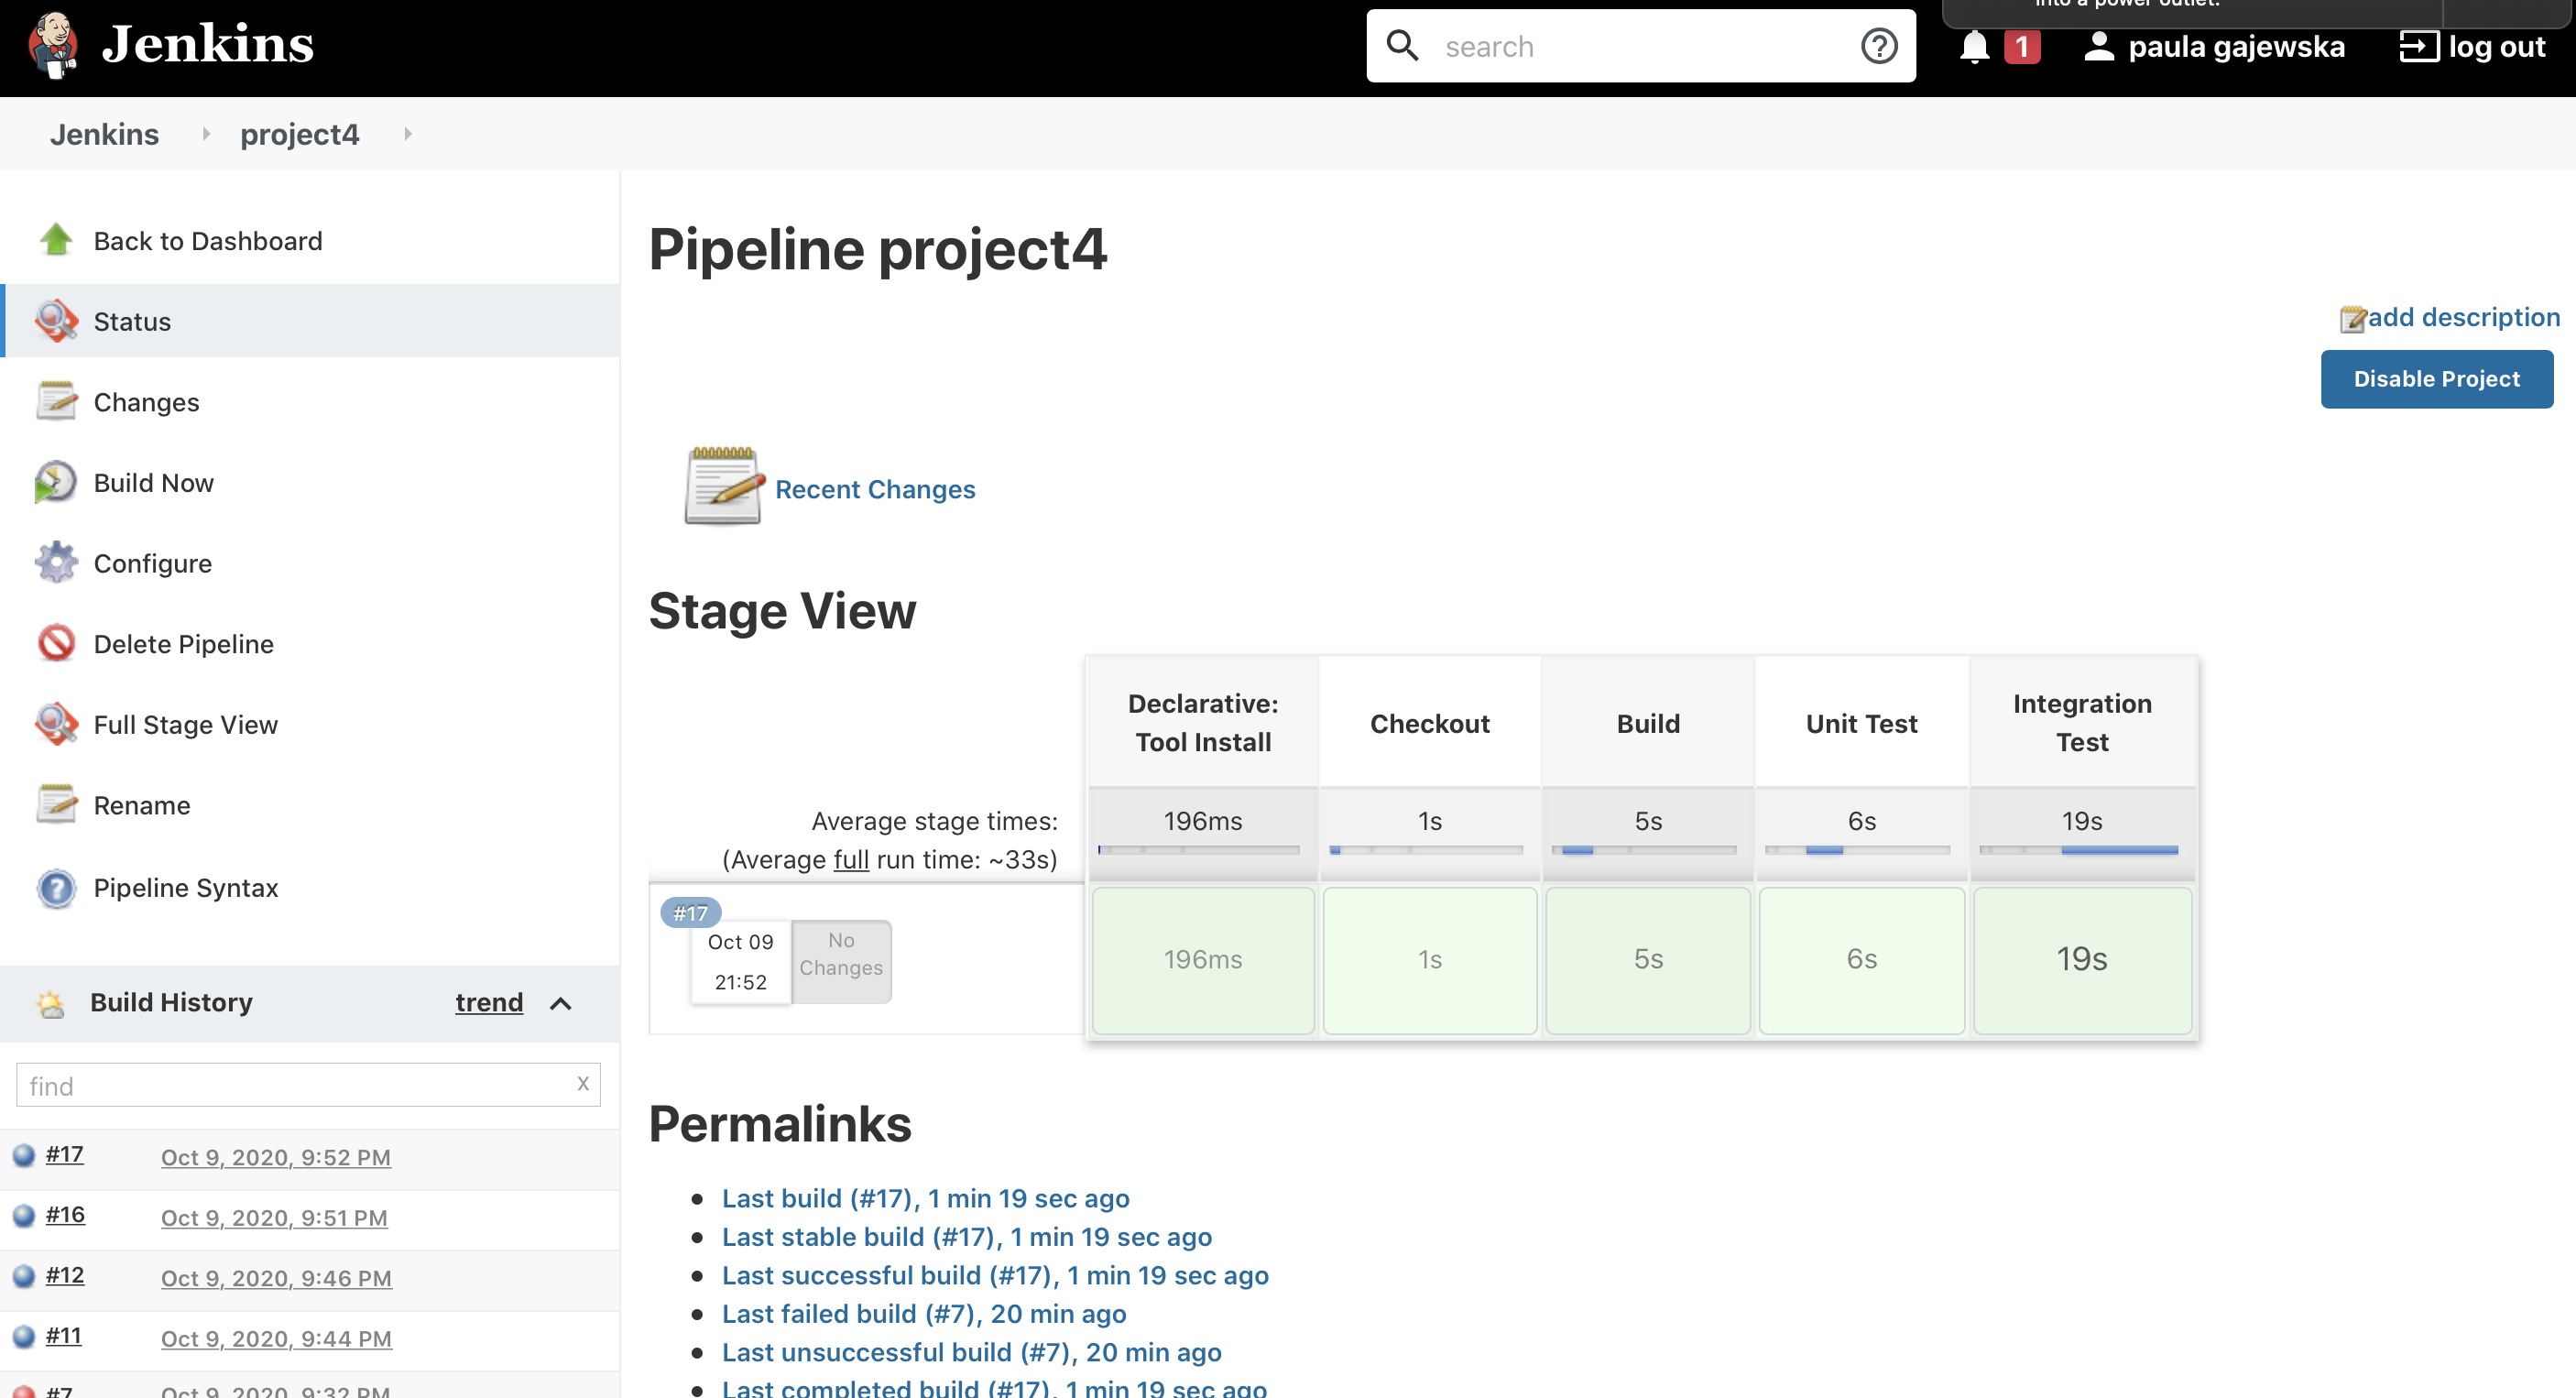 into a power outlet.
Jenkins
search
1
paula gajewska
log out
Jenkins
project4
Back to Dashboard
Status
Changes
Build Now
Configure
Delete Pipeline
Full Stage View
Rename
Pipeline Syntax
Build History
trend
find
x
#17
Oct 9, 2020, 9:52 PM
#16
Oct 9, 2020, 9:51 PM
#12
Oct 9, 2020, 9:46 PM
#11
Oct 9, 2020, 9:44 PM
#7
Oct 9, 2020, 9:32 PM
Pipeline project4
add description
Disable Project
Recent Changes
Stage View
Declarative:
Tool Install
Checkout
Build
Unit Test
Integration
Test
Average stage times:
(Average full run time: ~33s)
196ms
1s
5s
6s
19s
#17
Oct 09
21:52
No
Changes
196ms
1s
5s
6s
19s
Permalinks
Last build (#17), 1 min 19 sec ago
Last stable build (#17), 1 min 19 sec ago
Last successful build (#17), 1 min 19 sec ago
Last failed build (#7), 20 min ago
Last unsuccessful build (#7), 20 min ago
Last completed build (#17), 1 min 19 sec ago